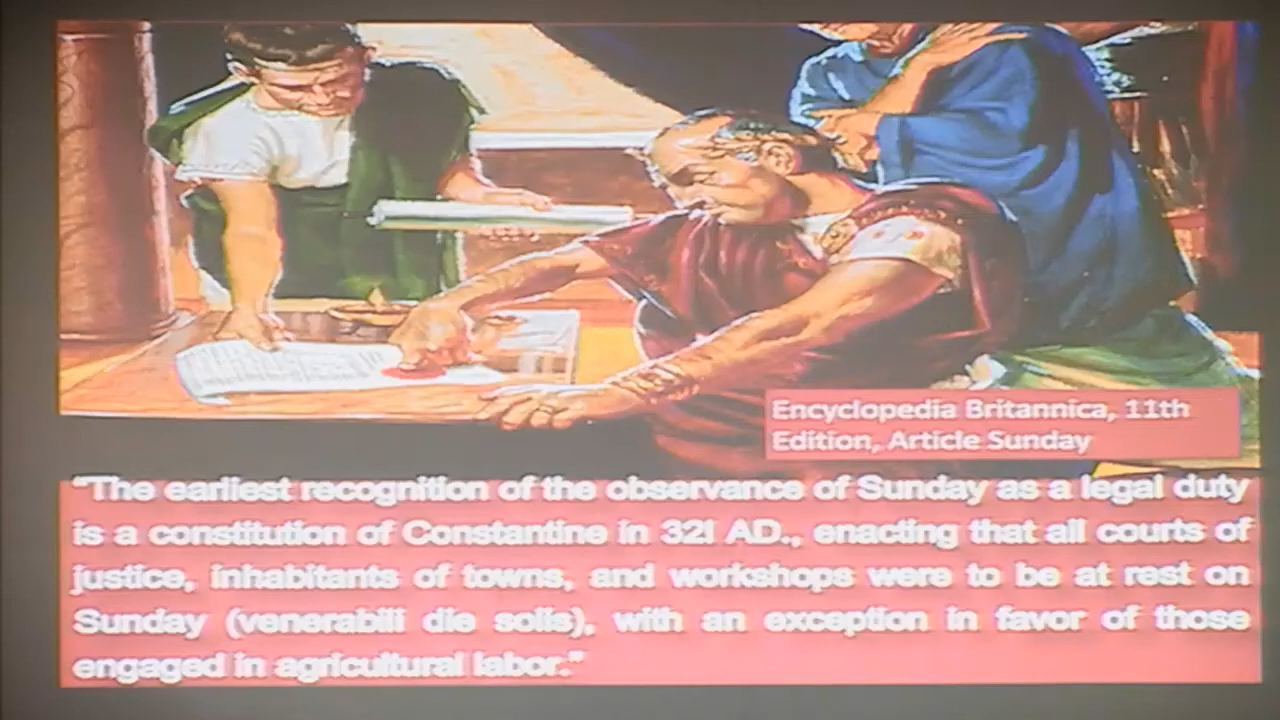 Encyclopedia Britannica, 11th
Edition, Article Sunday
"The earliest recognition of the observance of Sunday as a legal duty
is a constitution of Constantine in 321 AD., enacting that all courts of
justice, inhabitants of towns, and workshops were to be at rest on
Sunday (venerabili die solis), with an exception in favor of those
engaged in agricultural labor."